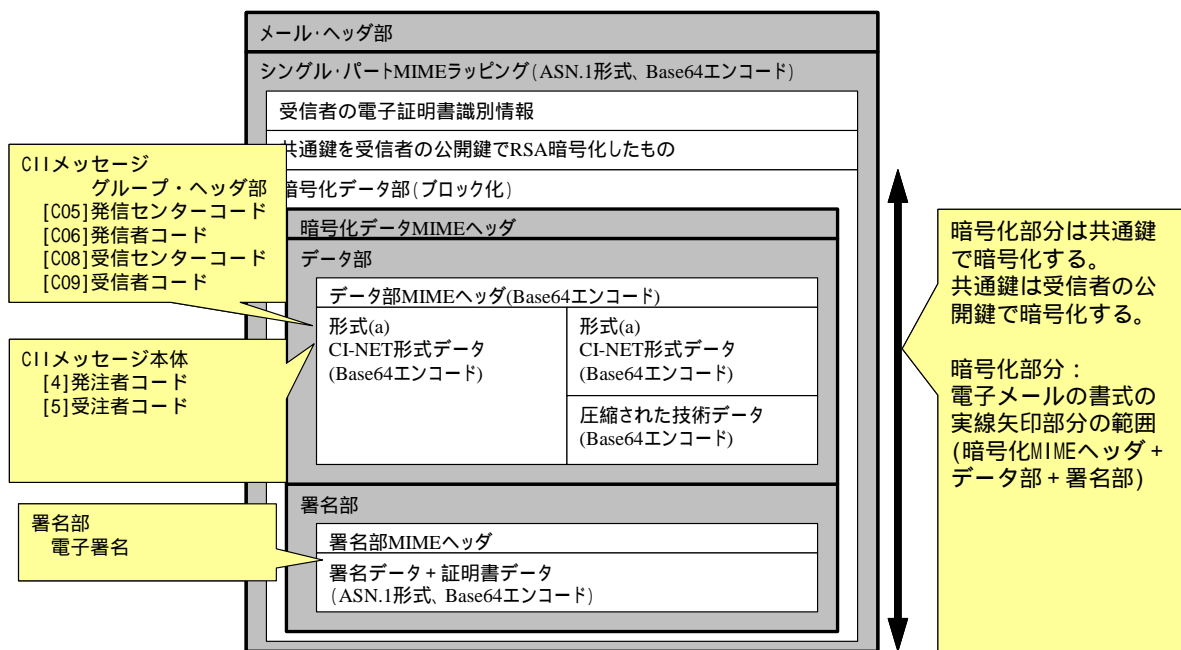 メール・ヘッダ部
シングル・パートMIMEラッピング(ASN.1形式、Base64エンコード)
受信者の電子証明書識別情報
共通鍵を受信者の公開鍵でRSA暗号化したもの
暗号化データ部(ブロック化)
暗号化データMIMEヘッダ
データ部
データ部MIMEヘッダ(Base64エンコード)
形式(a)
CI-NET形式データ
(Base64エンコード)
形式(a)
CI-NET形式データ
(Base64エンコード)
圧縮された技術データ
(Base64エンコード)
署名部
署名部MIMEヘッダ
署名データ+証明書データ
(ASN.1形式、Base64エンコード)
CIIメッセージ
グループ・ヘッダ部
[C05]発信センターコード
[C06]発信者コード
[C08]受信センターコード
[C09]受信者コード
CIIメッセージ本体
[4]発注者コード
[5]受注者コード
署名部
電子署名
暗号化部分は共通鍵
で暗号化する。
共通鍵は受信者の公
開鍵で暗号化する。
暗号化部分:
電子メールの書式の
実線矢印部分の範囲
(暗号化MIMEヘッダ+
データ部+署名部)